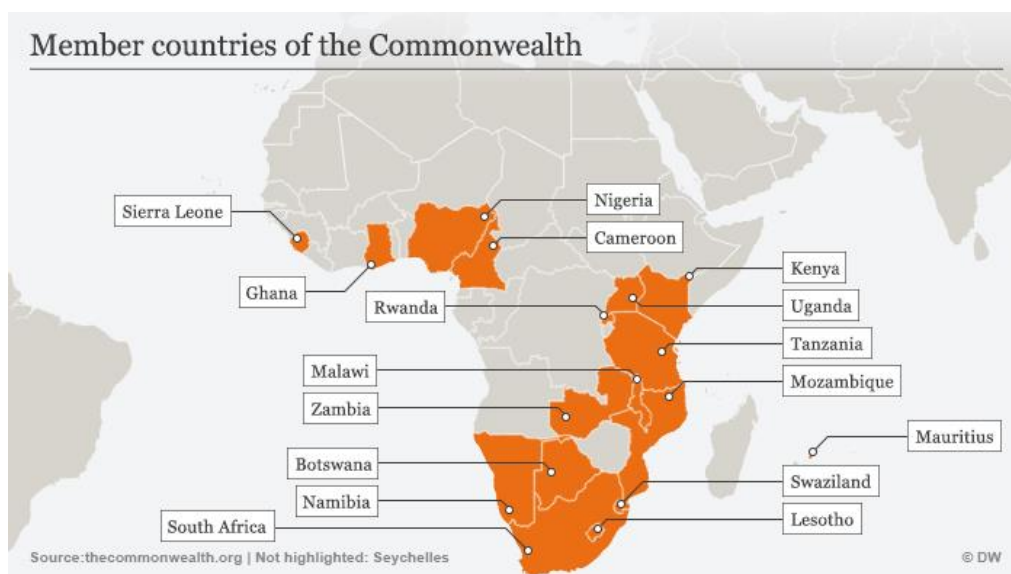 Member countries of the Commonwealth
Nigeria
Sierra Leone
Cameroon
Kenya
Ghana
Rwanda
Uganda
Tanzania
Malawi
Mozambique
Zambia
Mauritius
Botswana
Swaziland
Namibia
Lesotho
South Africa
Source:thecommonwealth.org | Not highlighted: Seychelles
© DW